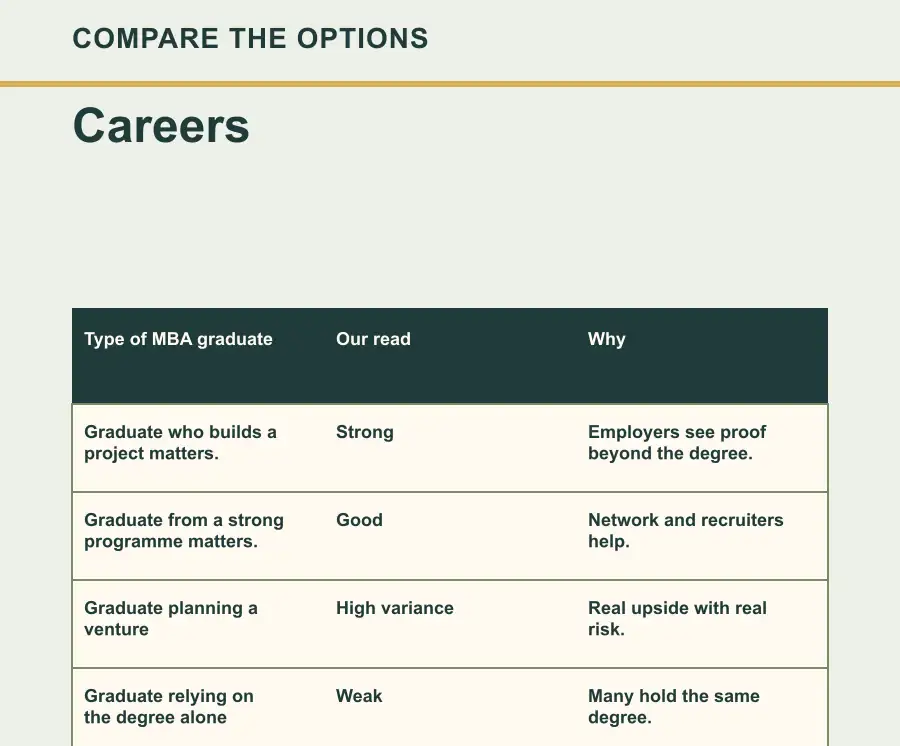 COMPARE THE OPTIONS
Careers
Type of MBA graduate
Our read
Why
Graduate who builds a
project matters.
Strong
Employers see proof
beyond the degree.
Graduate from a strong
programme matters.
Good
Network and recruiters
help.
Graduate planning a
venture
High variance
Real upside with real
risk.
Graduate relying on
the degree alone
Weak
Many hold the same
degree.